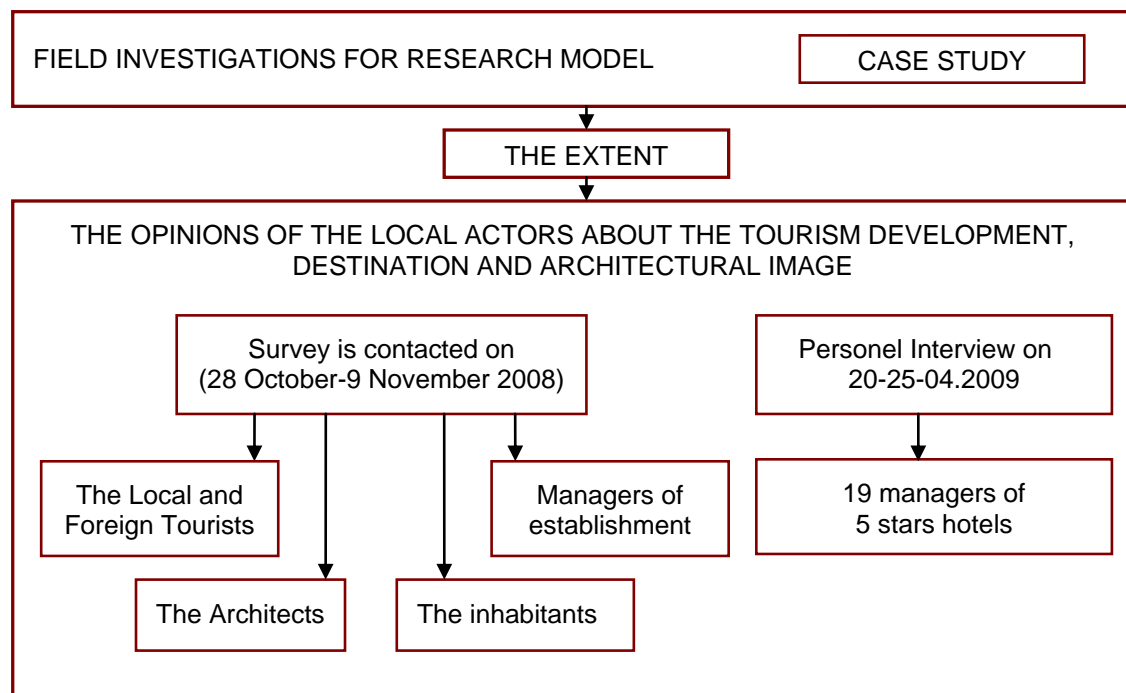 FIELD INVESTIGATIONS FOR RESEARCH MODEL
CASE STUDY
THE EXTENT
THE OPINIONS OF THE LOCAL ACTORS ABOUT THE TOURISM DEVELOPMENT,
DESTINATION AND ARCHITECTURAL IMAGE
Survey is contacted on
(28 October-9 November 2008)
Personel Interview on
20-25-04.2009
The Local and
Foreign Tourists
Managers of
establishment
19 managers of
5 stars hotels
The Architects
The inhabitants